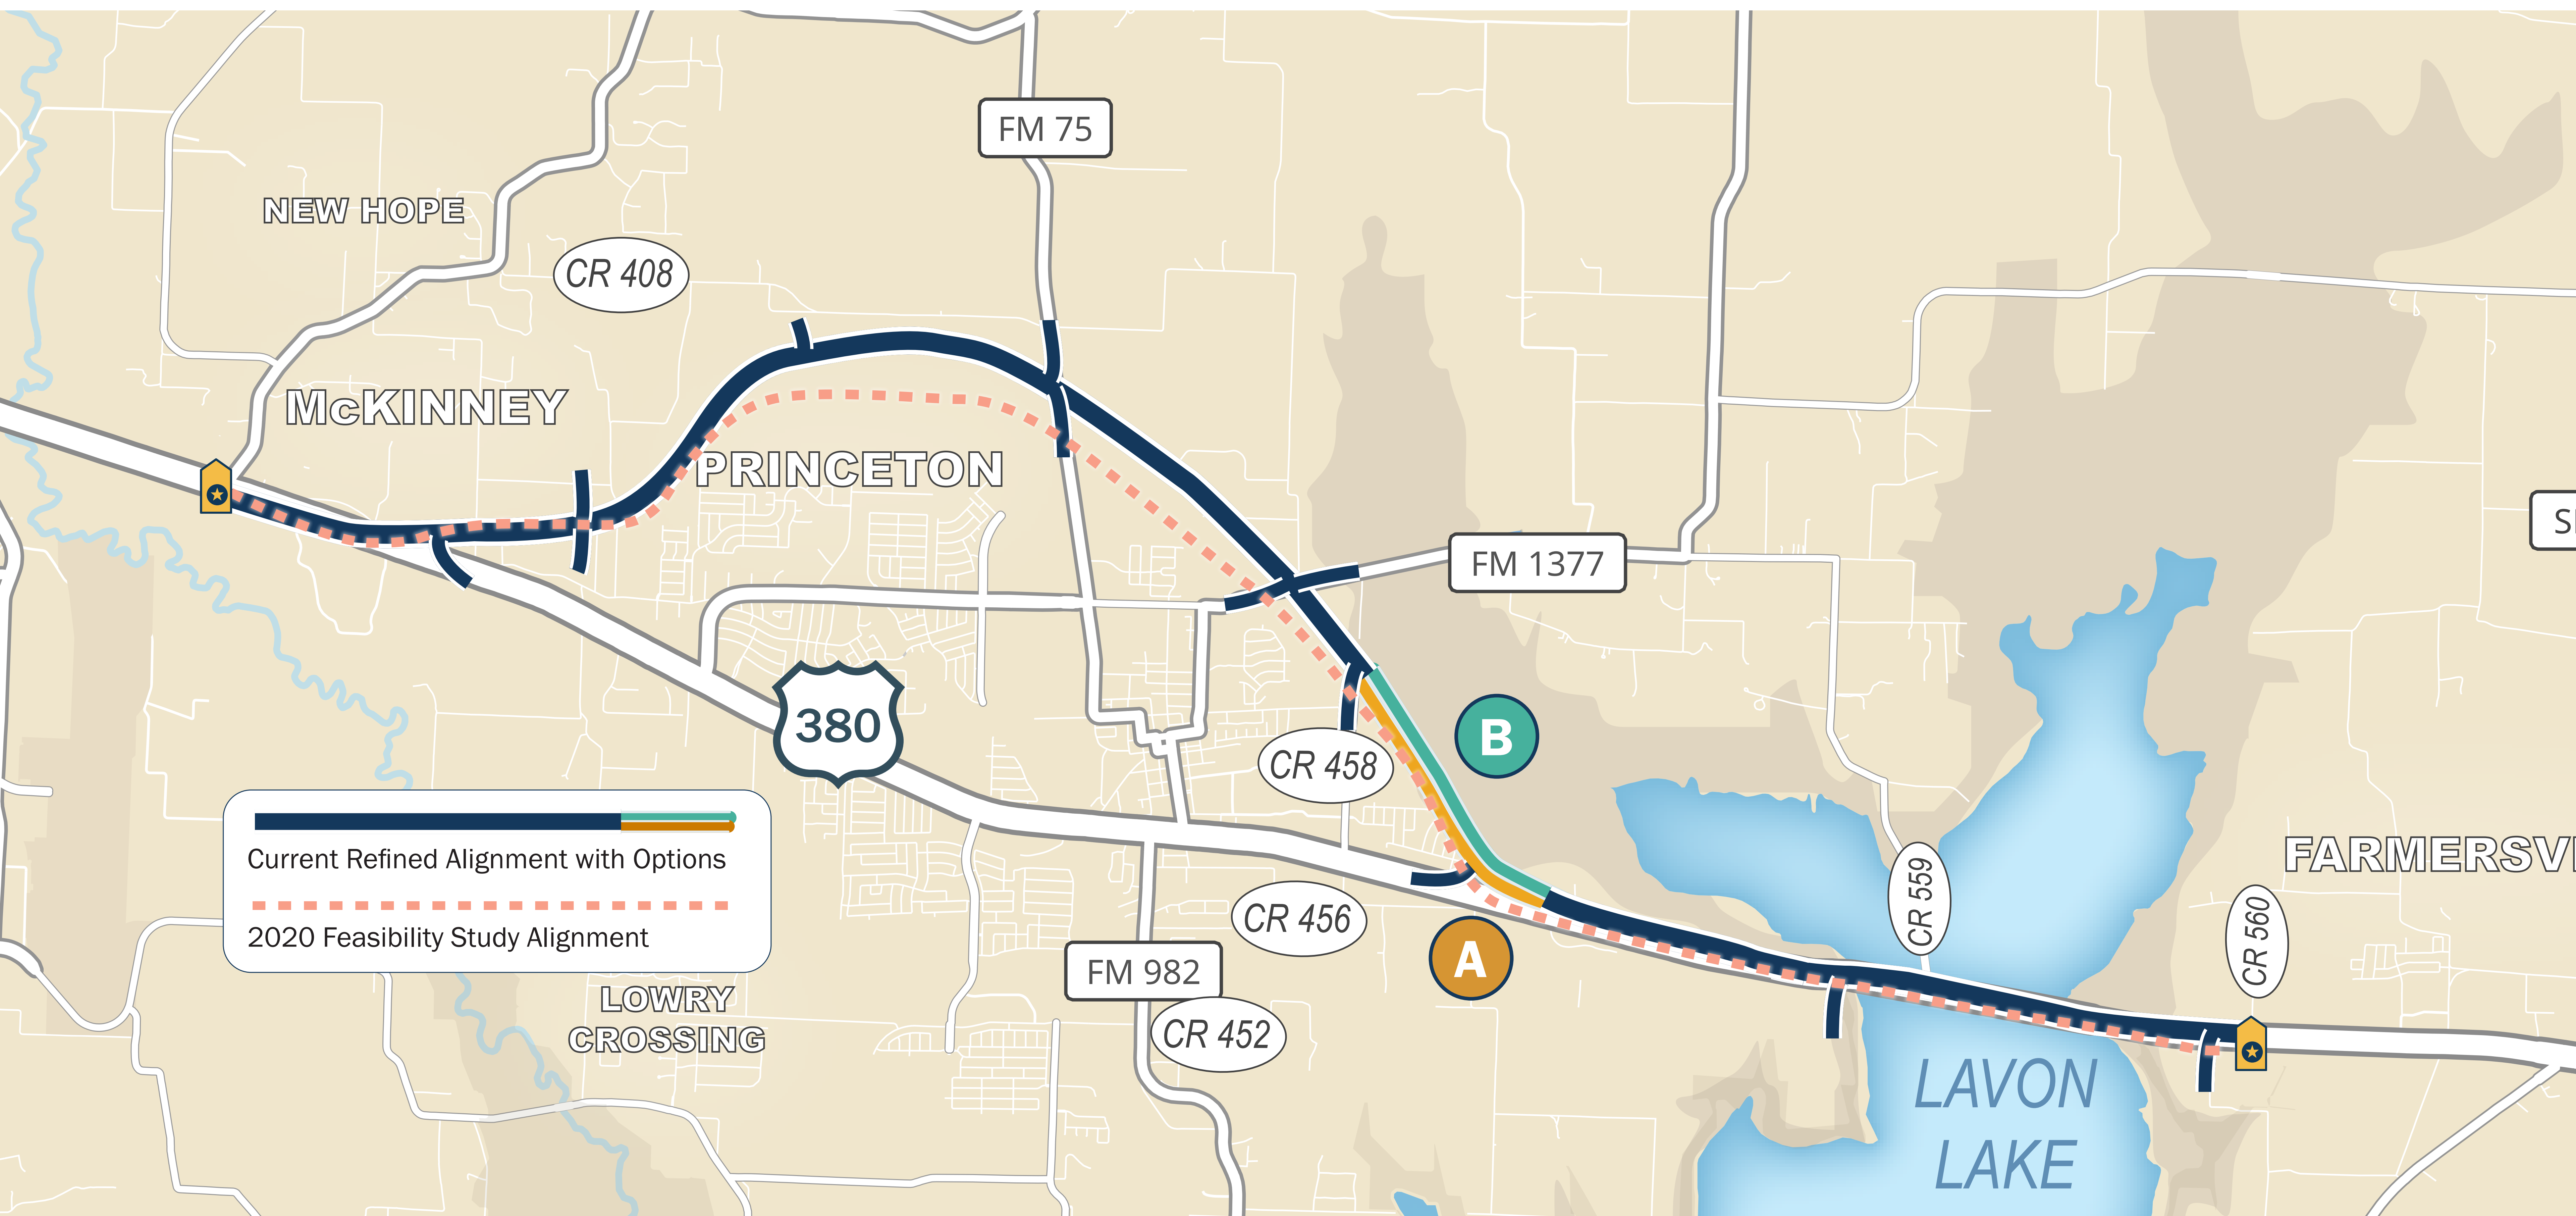 FM 75
NEW HOPE
CR 408
McKINNEY
PRINCETON
FM 1377
380
B
CR 458
Current Refined Alignment with Options
2020 Feasibility Study Alignment
CR 456
A
CR 559
CR 560
FM 982
CR 452
LOWRY
CROSSING
LAVON
LAKE